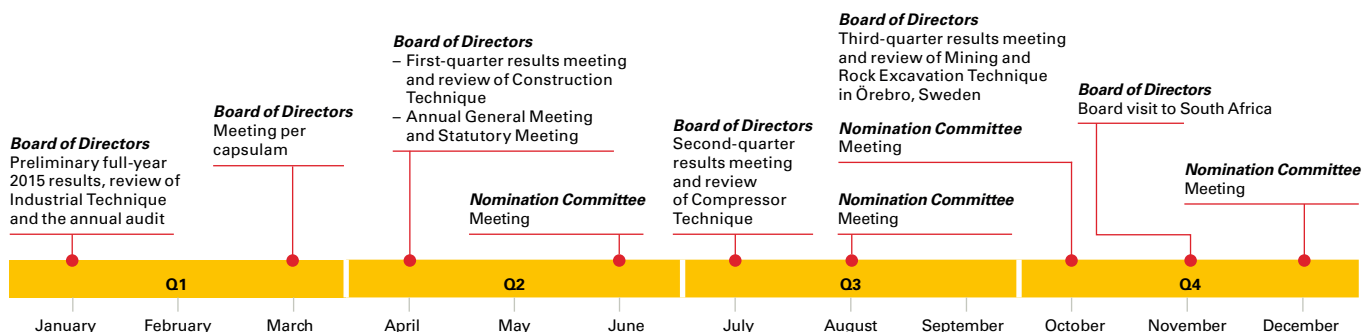 Board of Directors
Preliminary full-year
2015 results, review of
Industrial Technique
and the annual audit
Board of Directors
Meeting per
capsulam
Board of Directors
– First-quarter results meeting
and review of Construction
Technique
– Annual General Meeting
and Statutory Meeting
Nomination Committee
Meeting
Board of Directors
Second-quarter
results meeting
and review
of Compressor
Technique
Board of Directors
Third-quarter results meeting
and review of Mining and
Rock Excavation Technique
in Örebro, Sweden
Nomination Committee
Meeting
Nomination Committee
Meeting
Board of Directors
Board visit to South Africa
Nomination Committee
Meeting
Q1 Q2 Q3 Q4
January February March April May June July August September October November December